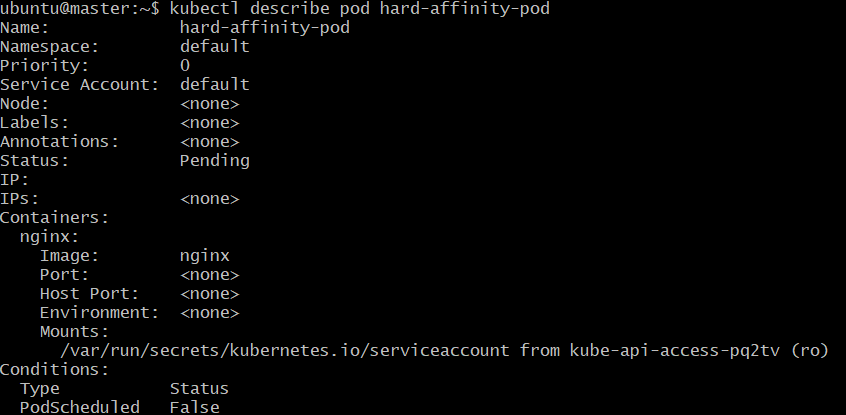 ubuntu@master:~$ kubectl describe pod hard-affinity-pod
Name:             hard-affinity-pod
Namespace:        default
Priority:         0
Service Account:  default
Node:             <none>
Labels:           <none>
Annotations:      <none>
Status:           Pending
IP:
IPs:              <none>
Containers:
  nginx:
    Image:        nginx
    Port:         <none>
    Host Port:    <none>
    Environment:  <none>
    Mounts:
      /var/run/secrets/kubernetes.io/serviceaccount from kube-api-access-pq2tv (ro)
Conditions:
  Type           Status
  PodScheduled   False